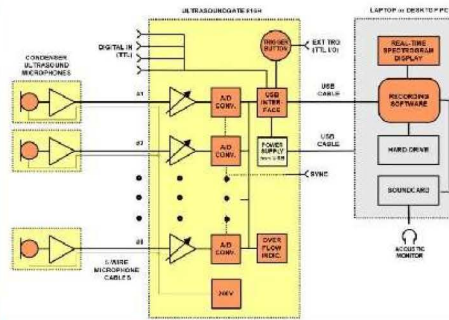 ULTRASOUNDGATE
LAPTOP or DESKTOP PC
CONDENSER
ULTRASOUND
MICROPHONES
DIGITAL IN
(TTL)
TRIGGER
BUTTON
EXT TRG
(TTL I/O)
REAL-TIME
SPECTROGRAM
DISPLAY
#1
A/D
CONV.
USB
INTER-
FACE
USB
CABLE
RECORDING
SOFTWARE
A/D
CONV.
POWER
SUPPLY
USB
CABLE
HARD DRIVE
SYNC
SOUNDCARD
#8
A/D
CONV.
OVER
FLOW
INDIC.
ACOUSTIC
MONITOR
MICROPHONE
CABLES